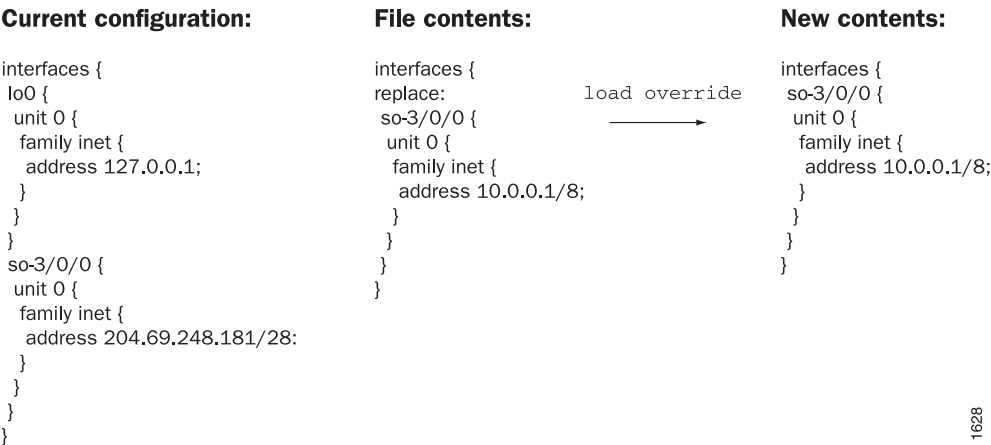 Current configuration:
interfaces {
lo0 {
unit 0 {
family inet {
address 127.0.0.1;
}
}
}
so-3/0/0 {
unit 0 {
family inet {
address 204.69.248.181/28:
}
}
}
}
File contents:
interfaces {
replace:
so-3/0/0 {
unit 0 {
family inet {
address 10.0.0.1/8;
}
}
}
}
load override
New contents:
interfaces {
so-3/0/0 {
unit 0 {
family inet {
address 10.0.0.1/8;
}
}
}
}
1628